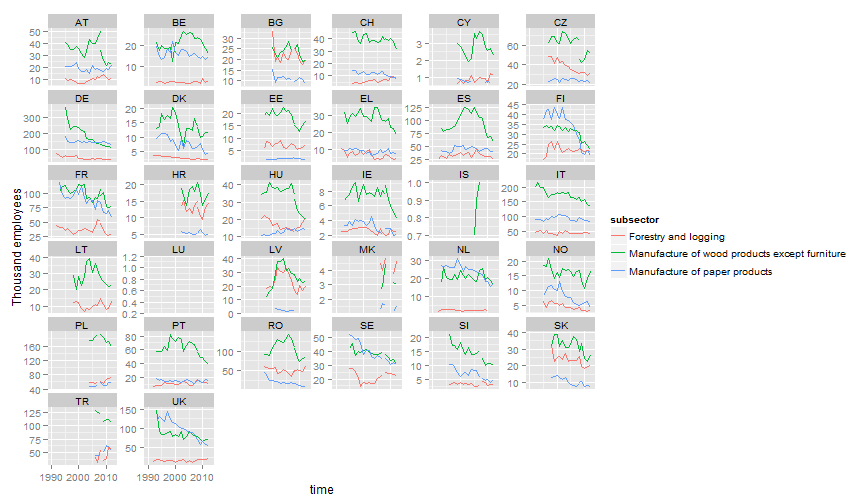 AT BE BG CH CY CZ
50 40 30 20 10
20 10
30 25 20 15 10
40 30 20 10
3 2 1
60 40 20
DE DK EE EL ES FI
300 200 100
20 15 10 5
20 15 10 5
30 20 10
125 100 75 50 25
45 40 35 30 25 20
FR HR HU IE IS IT
100 75 50 25
20 15 10 5
40 30 20 10
8 6 4 2
1.0 0.9 0.8 0.7
200 150 100 50
LT LU LV MK NL NO
40 30 20 10
1.2 1.0 0.8 0.6 0.4 0.2
40 30 20 10 0
4 3 2
30 20 10
20 15 10 5
PL PT RO SE SI SK
160 120 80 40
80 60 40 20
100 50
50 40 30 20
20 15 10 5
40 30 20 10
TR UK
125 100 75 50
150 100 50
1990 2000 2010 1990 2000 2010
Thousand employees
time
subsector
Forestry and logging
Manufacture of wood products except furniture
Manufacture of paper products